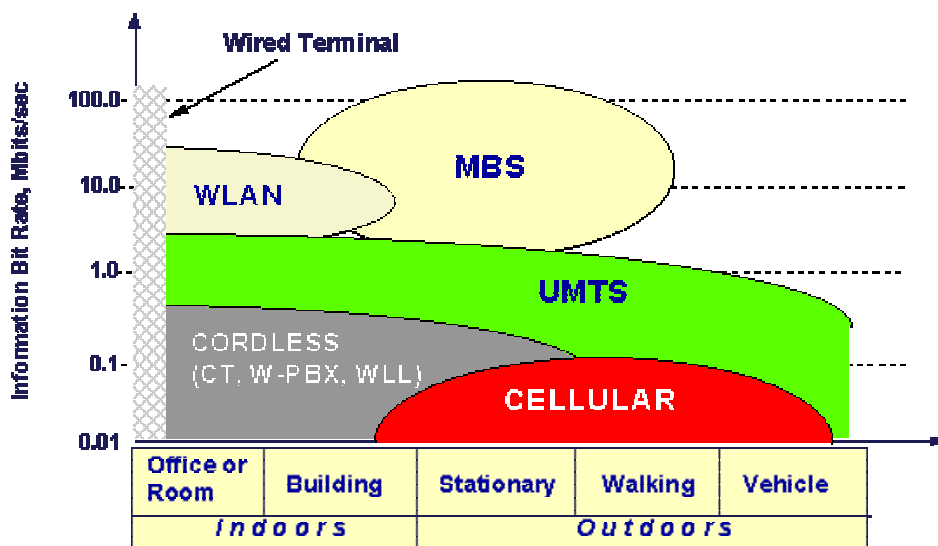 Wired Terminal
Information Bit Rate, Mbits/sec
100.0
10.0
1.0
0.1
0.01
MBS
WLAN
UMTS
CORDLESS
(CT, W-PBX, WLL)
CELLULAR
Office or
Room
Building
Stationary
Walking
Vehicle
Indoors
Outdoors